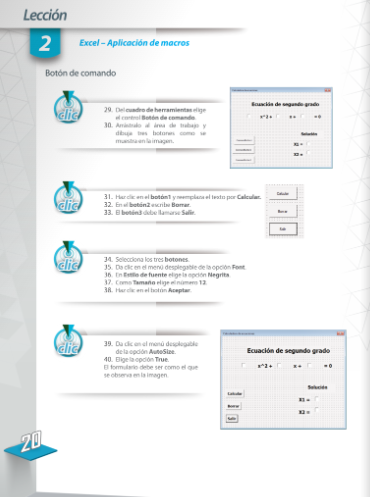 Lección
2
Excel – Aplicación de macros
Botón de comando
clic
29. Del cuadro de herramientas elige
el control Botón de comando.
30. Arrástralo al área de trabajo y
dibuja tres botones como se
muestra en la imagen.
Ecuación de segundo grado
x^2 + x + = 0
Solución
X1 =
X2 =
clic
31. Haz clic en el botón1 y reemplaza el texto por Calcular.
32. En el botón2 escribe Borrar.
33. El botón3 debe llamarse Salir.
Calcular
Borrar
Salir
clic
34. Selecciona los tres botones.
35. Da clic en el menú desplegable de la opción Font.
36. En Estilo de fuente elige la opción Negrita.
37. Como Tamaño elige el número 12.
38. Haz clic en el botón Aceptar.
clic
39. Da clic en el menú desplegable
de la opción AutoSize.
40. Elige la opción True.
El formulario debe ser como el que
se observa en la imagen.
Ecuación de segundo grado
x^2 + x + = 0
Solución
Calcular
X1 =
Borrar
X2 =
Salir
20